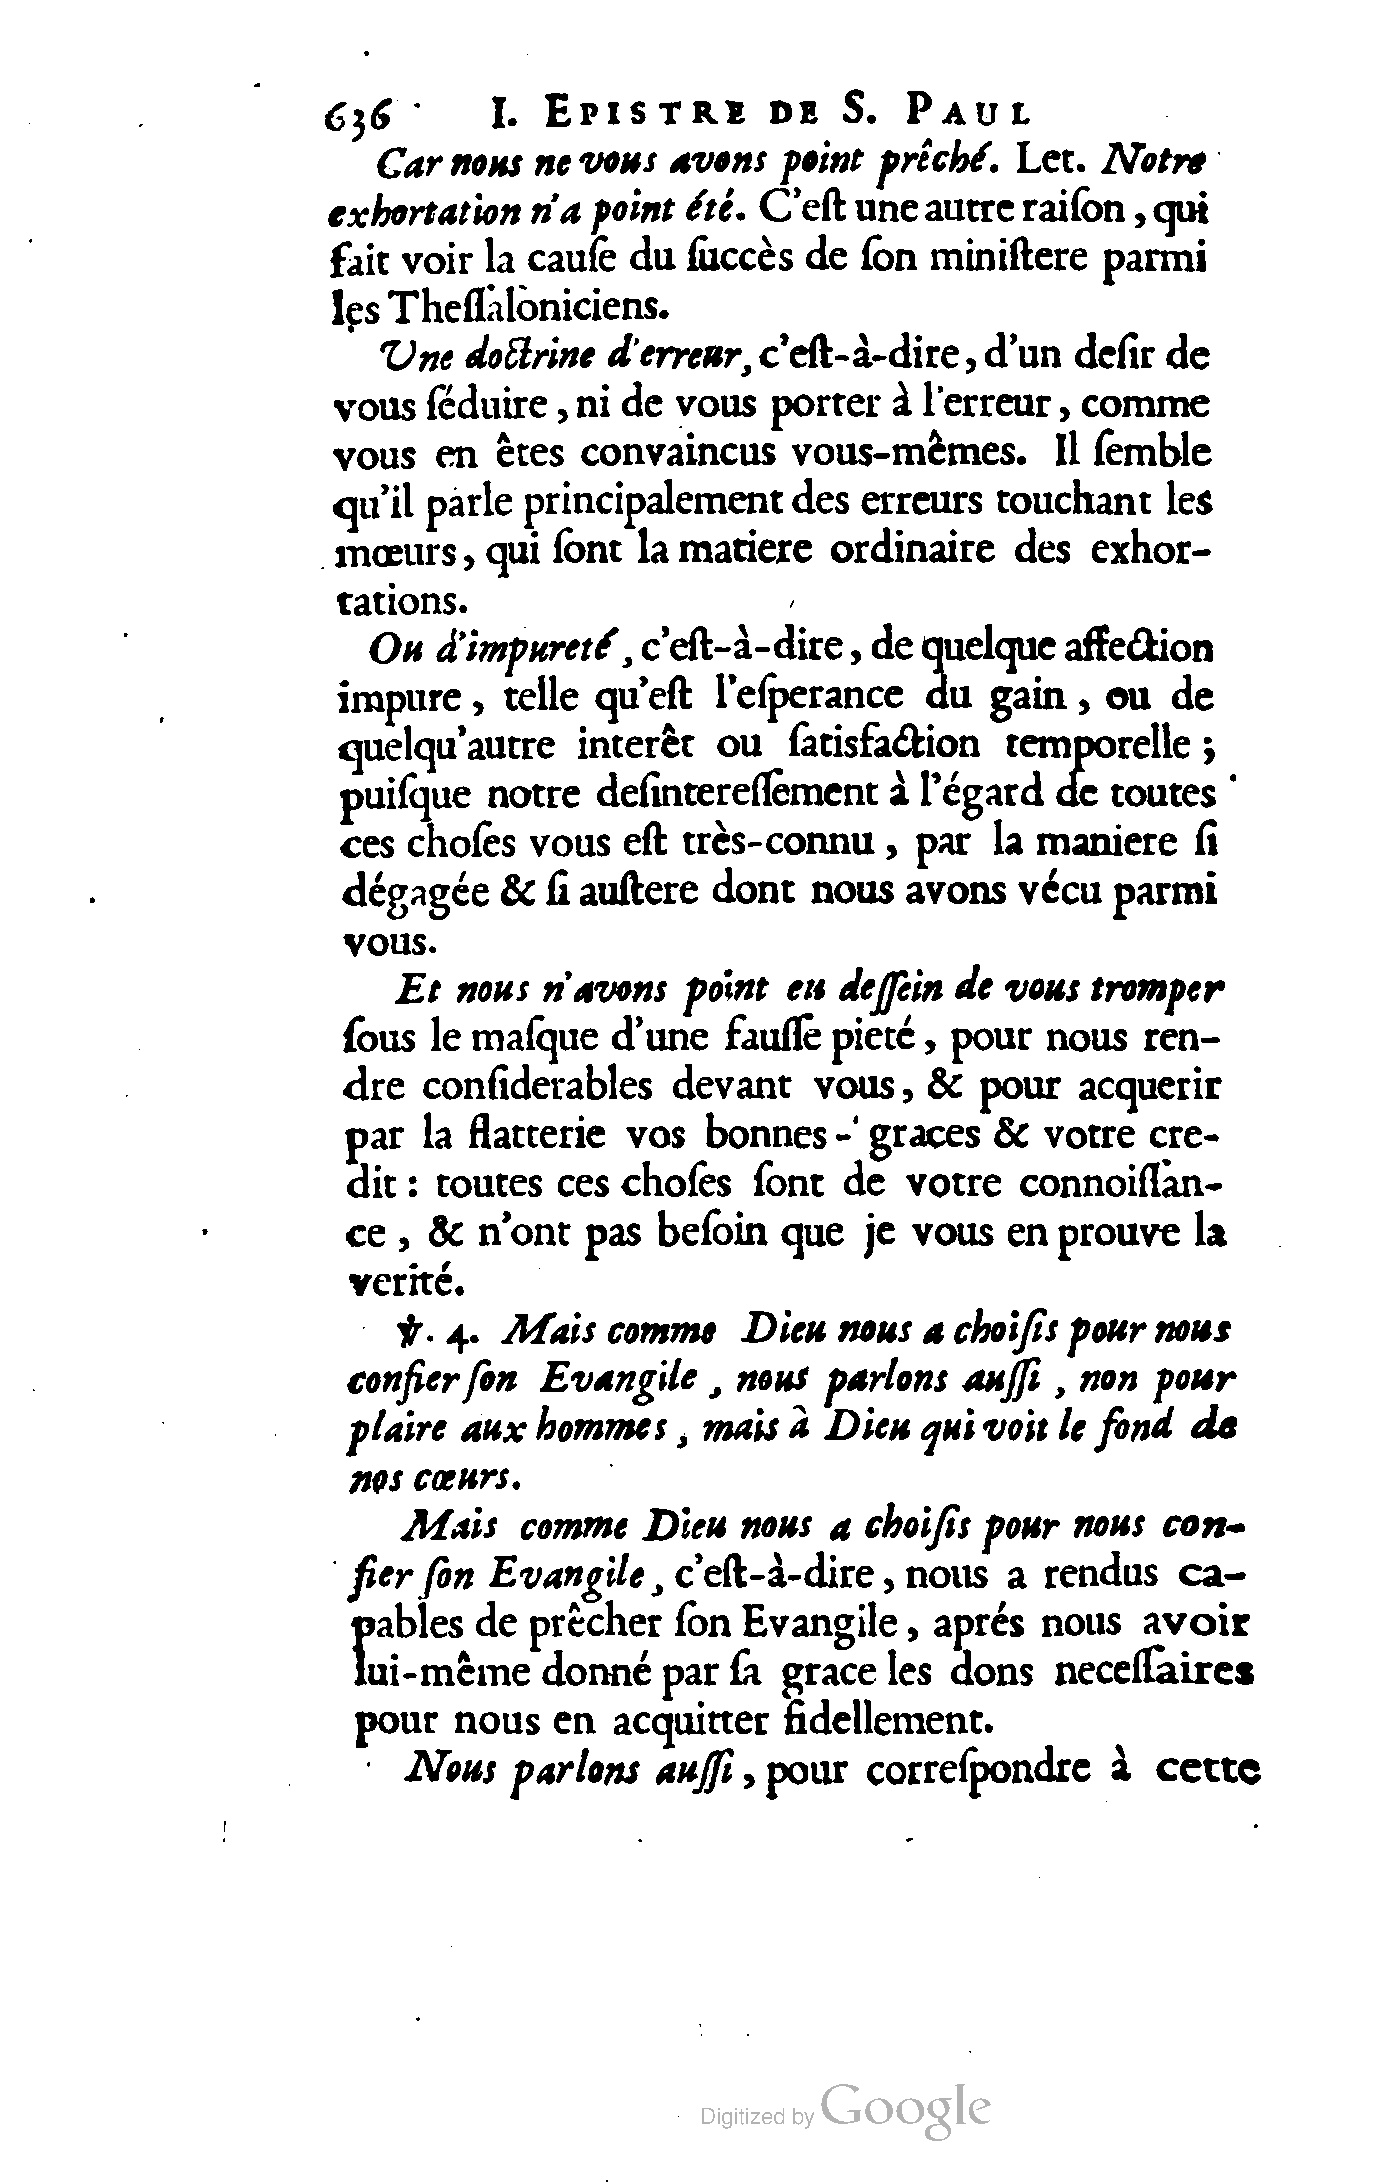 636 I. EPISTRE DE S. PAUL
Car nous ne vous avons point prêché. Let. Notre
exhortation n'a point été. C'eſt une autre raiſon, qui
fait voir la cauſe du ſuccès de ſon miniſtere parmi
les Theſſaloniciens.
Une doctrine d'erreur, c'eſt-à-dire, d'un deſir de
vous ſéduire, ni de vous porter à l'erreur, comme
vous en êtes convaincus vous-mêmes. Il ſemble
qu'il parle principalement des erreurs touchant les
mœurs, qui ſont la matiere ordinaire des exhor-
tations.
Ou d'impureté, c'eſt-à-dire, de quelque affection
impure, telle qu'eſt l'eſperance du gain, ou de
quelqu'autre interêt ou ſatisfaction temporelle ;
puiſque notre deſintereſſement à l'égard de toutes
ces choſes vous eſt très-connu, par la maniere ſi
dégagée & ſi auſtere dont nous avons vécu parmi
vous.
Et nous n'avons point eu deſſein de vous tromper
ſous le maſque d'une fauſſe pieté, pour nous ren-
dre conſiderables devant vous, & pour acquerir
par la flatterie vos bonnes-graces & votre cre-
dit : toutes ces choſes ſont de votre connoiſſan-
ce, & n'ont pas beſoin que je vous en prouve la
verité.
℣. 4. Mais comme Dieu nous a choiſis pour nous
confier ſon Evangile, nous parlons auſſi, non pour
plaire aux hommes, mais à Dieu qui voit le fond de
nos cœurs.
Mais comme Dieu nous a choiſis pour nous con-
fier ſon Evangile, c'eſt-à-dire, nous a rendus ca-
pables de prêcher ſon Evangile, aprés nous avoir
lui-même donné par ſa grace les dons neceſſaires
pour nous en acquitter fidellement.
Nous parlons auſſi, pour correſpondre à cette
Digitized by Google